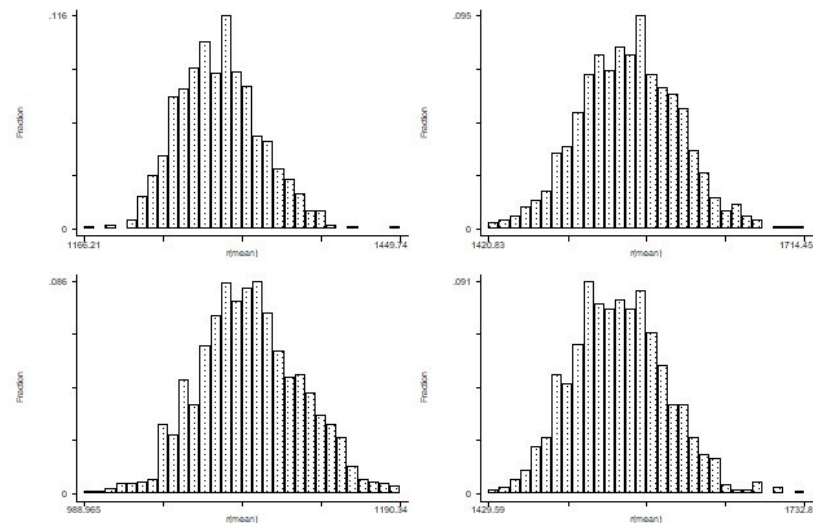 .116
Fraction
0
1166.21
r(mean)
1449.74
.095
Fraction
0
1420.83
r(mean)
1714.45
.086
Fraction
0
988.965
r(mean)
1190.34
.091
Fraction
0
1429.59
r(mean)
1732.8